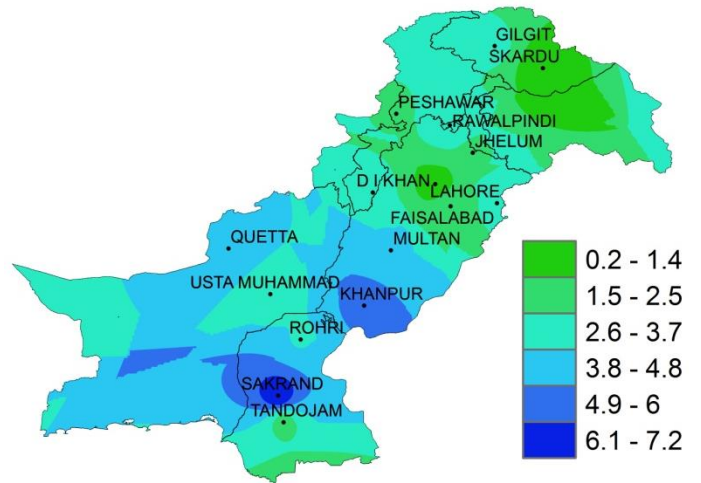 GILGIT
SKARDU
PESHAWAR
RAWALPINDI
JHELUM
D I KHAN
LAHORE
FAISALABAD
MULTAN
QUETTA
USTA MUHAMMAD
KHANPUR
ROHRI
SAKRAND
TANDOJAM
0.2 - 1.4
1.5 - 2.5
2.6 - 3.7
3.8 - 4.8
4.9 - 6
6.1 - 7.2